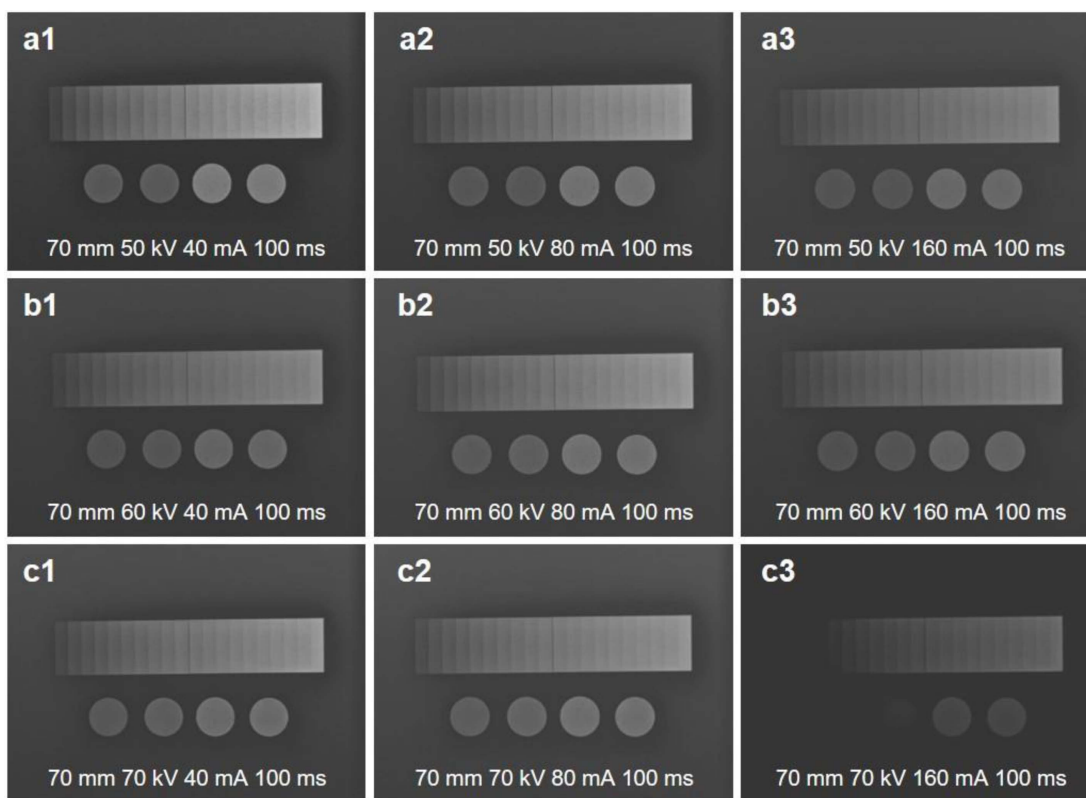 a1
a2
a3
70 mm 50 kV 40 mA 100 ms
70 mm 50 kV 80 mA 100 ms
70 mm 50 kV 160 mA 100 ms
b1
b2
b3
70 mm 60 kV 40 mA 100 ms
70 mm 60 kV 80 mA 100 ms
70 mm 60 kV 160 mA 100 ms
c1
c2
c3
70 mm 70 kV 40 mA 100 ms
70 mm 70 kV 80 mA 100 ms
70 mm 70 kV 160 mA 100 ms